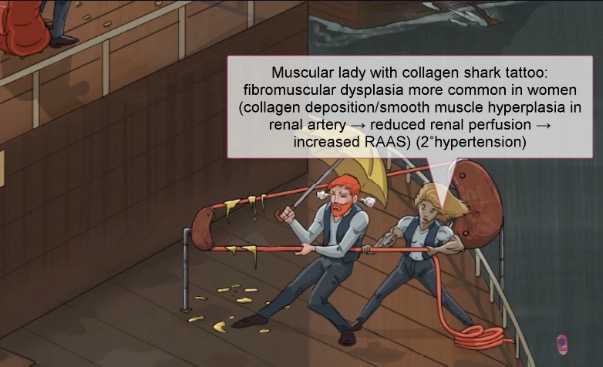 Muscular lady with collagen shark tattoo:
fibromuscular dysplasia more common in women
(collagen deposition/smooth muscle hyperplasia in
renal artery → reduced renal perfusion →
increased RAAS) (2°hypertension)